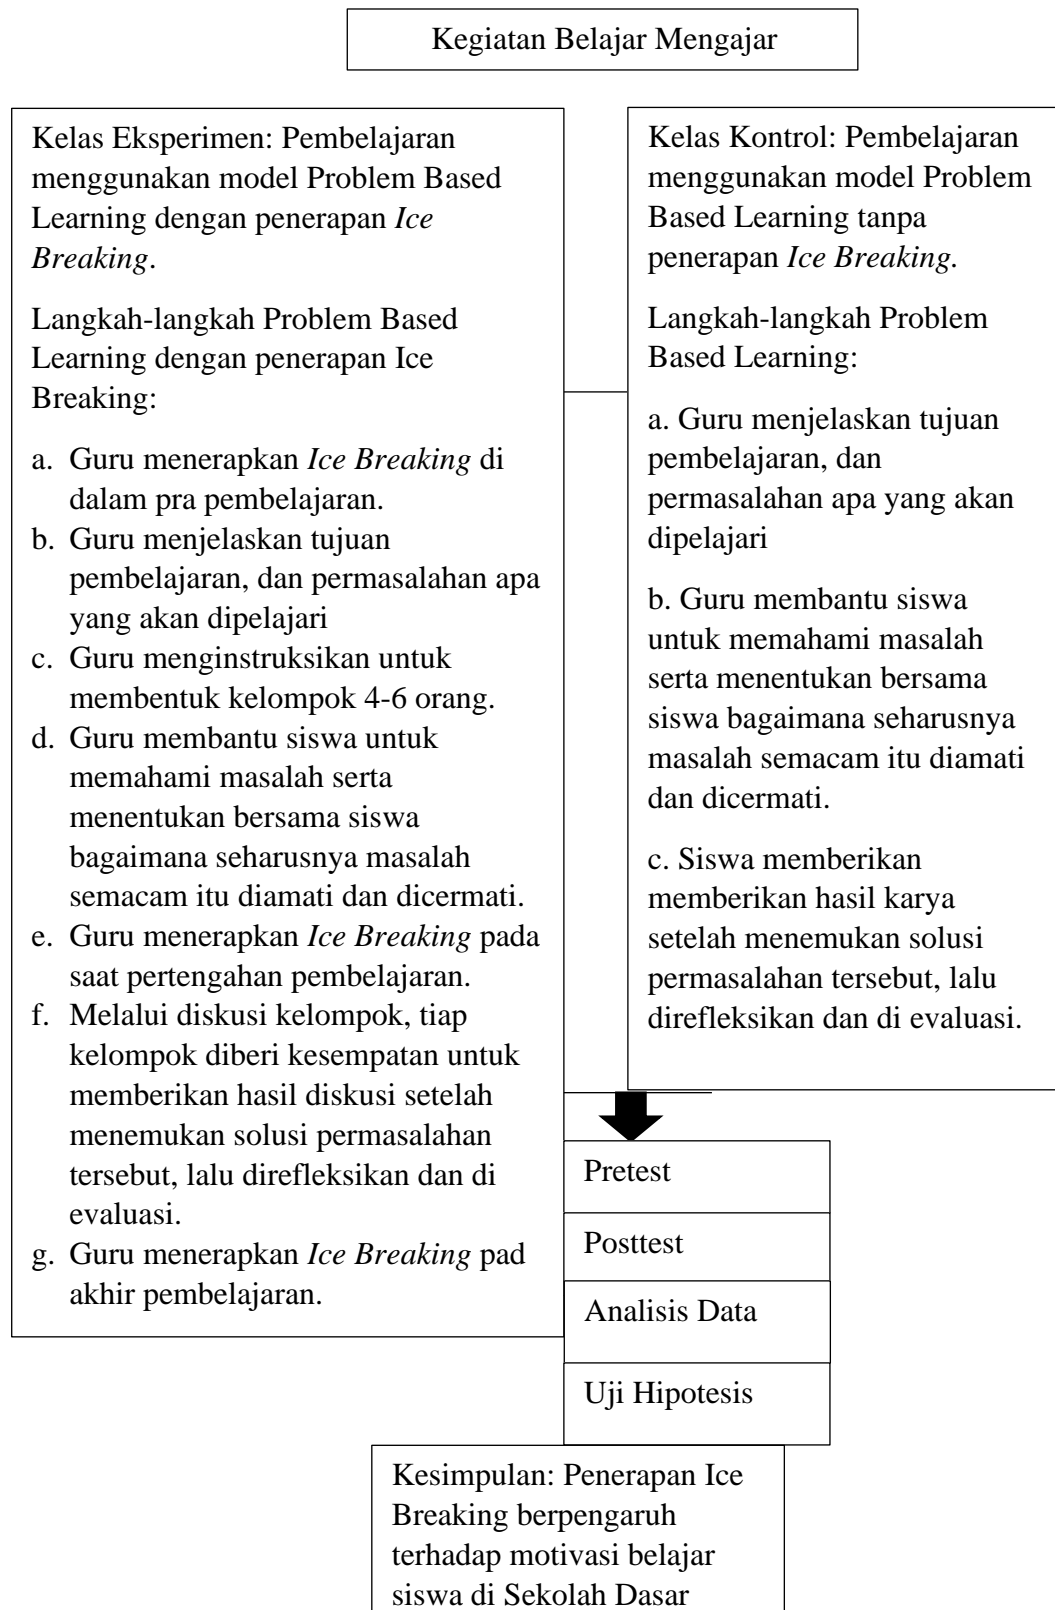 Kegiatan Belajar Mengajar
Kelas Eksperimen: Pembelajaran
menggunakan model Problem Based
Learning dengan penerapan Ice
Breaking.
Langkah-langkah Problem Based
Learning dengan penerapan Ice
Breaking:
a. Guru menerapkan Ice Breaking di
dalam pra pembelajaran.
b. Guru menjelaskan tujuan
pembelajaran, dan permasalahan apa
yang akan dipelajari
c. Guru menginstruksikan untuk
membentuk kelompok 4-6 orang.
d. Guru membantu siswa untuk
memahami masalah serta
menentukan bersama siswa
bagaimana seharusnya masalah
semacam itu diamati dan dicermati.
e. Guru menerapkan Ice Breaking pada
saat pertengahan pembelajaran.
f. Melalui diskusi kelompok, tiap
kelompok diberi kesempatan untuk
memberikan hasil diskusi setelah
menemukan solusi permasalahan
tersebut, lalu direfleksikan dan di
evaluasi.
g. Guru menerapkan Ice Breaking pad
akhir pembelajaran.
Kelas Kontrol: Pembelajaran
menggunakan model Problem
Based Learning tanpa
penerapan Ice Breaking.
Langkah-langkah Problem
Based Learning:
a. Guru menjelaskan tujuan
pembelajaran, dan
permasalahan apa yang akan
dipelajari
b. Guru membantu siswa
untuk memahami masalah
serta menentukan bersama
siswa bagaimana seharusnya
masalah semacam itu diamati
dan dicermati.
c. Siswa memberikan
memberikan hasil karya
setelah menemukan solusi
permasalahan tersebut, lalu
direfleksikan dan di evaluasi.
Pretest
Posttest
Analisis Data
Uji Hipotesis
Kesimpulan: Penerapan Ice
Breaking berpengaruh
terhadap motivasi belajar
siswa di Sekolah Dasar